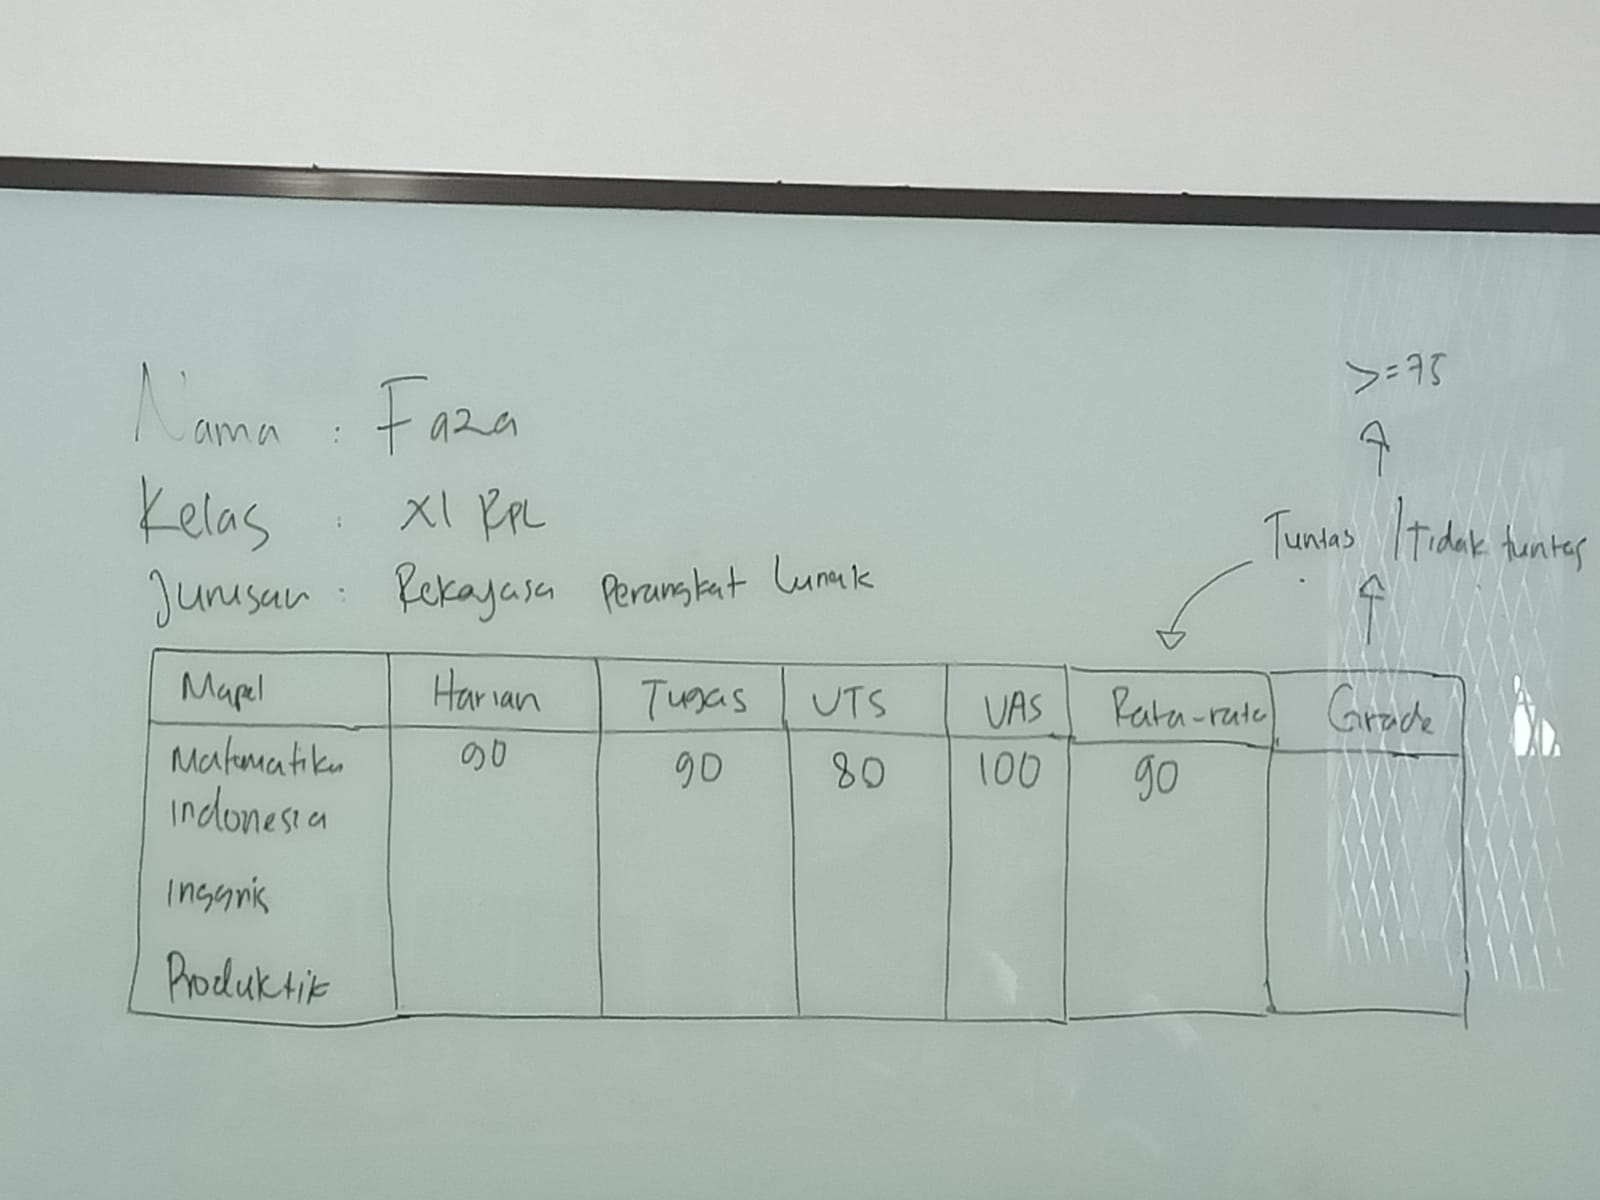 >=75
Nama : Faza
Kelas : XI RPL
Tuntas / Tidak tuntas
Jurusan : Rekayasa Perangkat Lunak
Mapel Harian Tugas UTS UAS Rata-rata Grade
Matematika 90 90 80 100 90
Indonesia
Inggris
Produktif